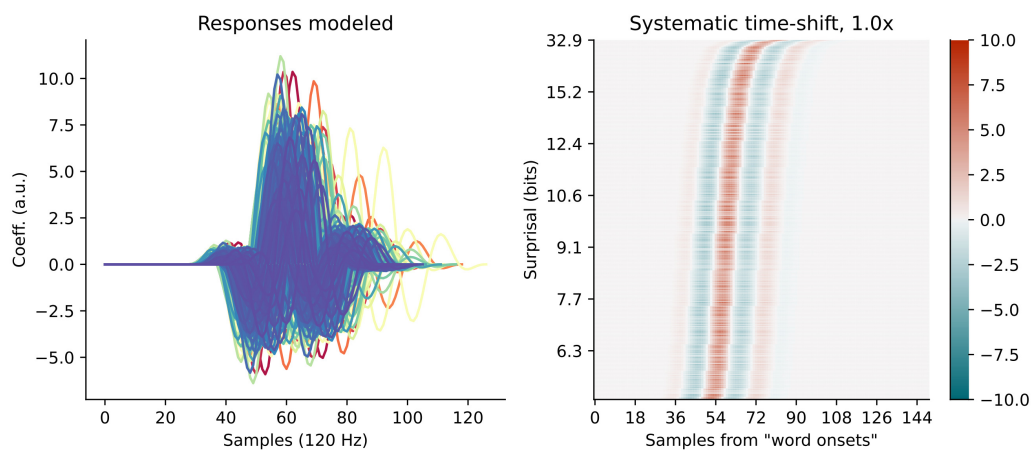 Responses modeled
Coeff. (a.u.)
10.0
7.5
5.0
2.5
0.0
−2.5
−5.0
0 20 40 60 80 100 120
Samples (120 Hz)
Systematic time-shift, 1.0x
Surprisal (bits)
32.9
15.2
12.4
10.6
9.1
7.7
6.3
0 18 36 54 72 90 108 126 144
Samples from "word onsets"
10.0
7.5
5.0
2.5
0.0
−2.5
−5.0
−7.5
−10.0